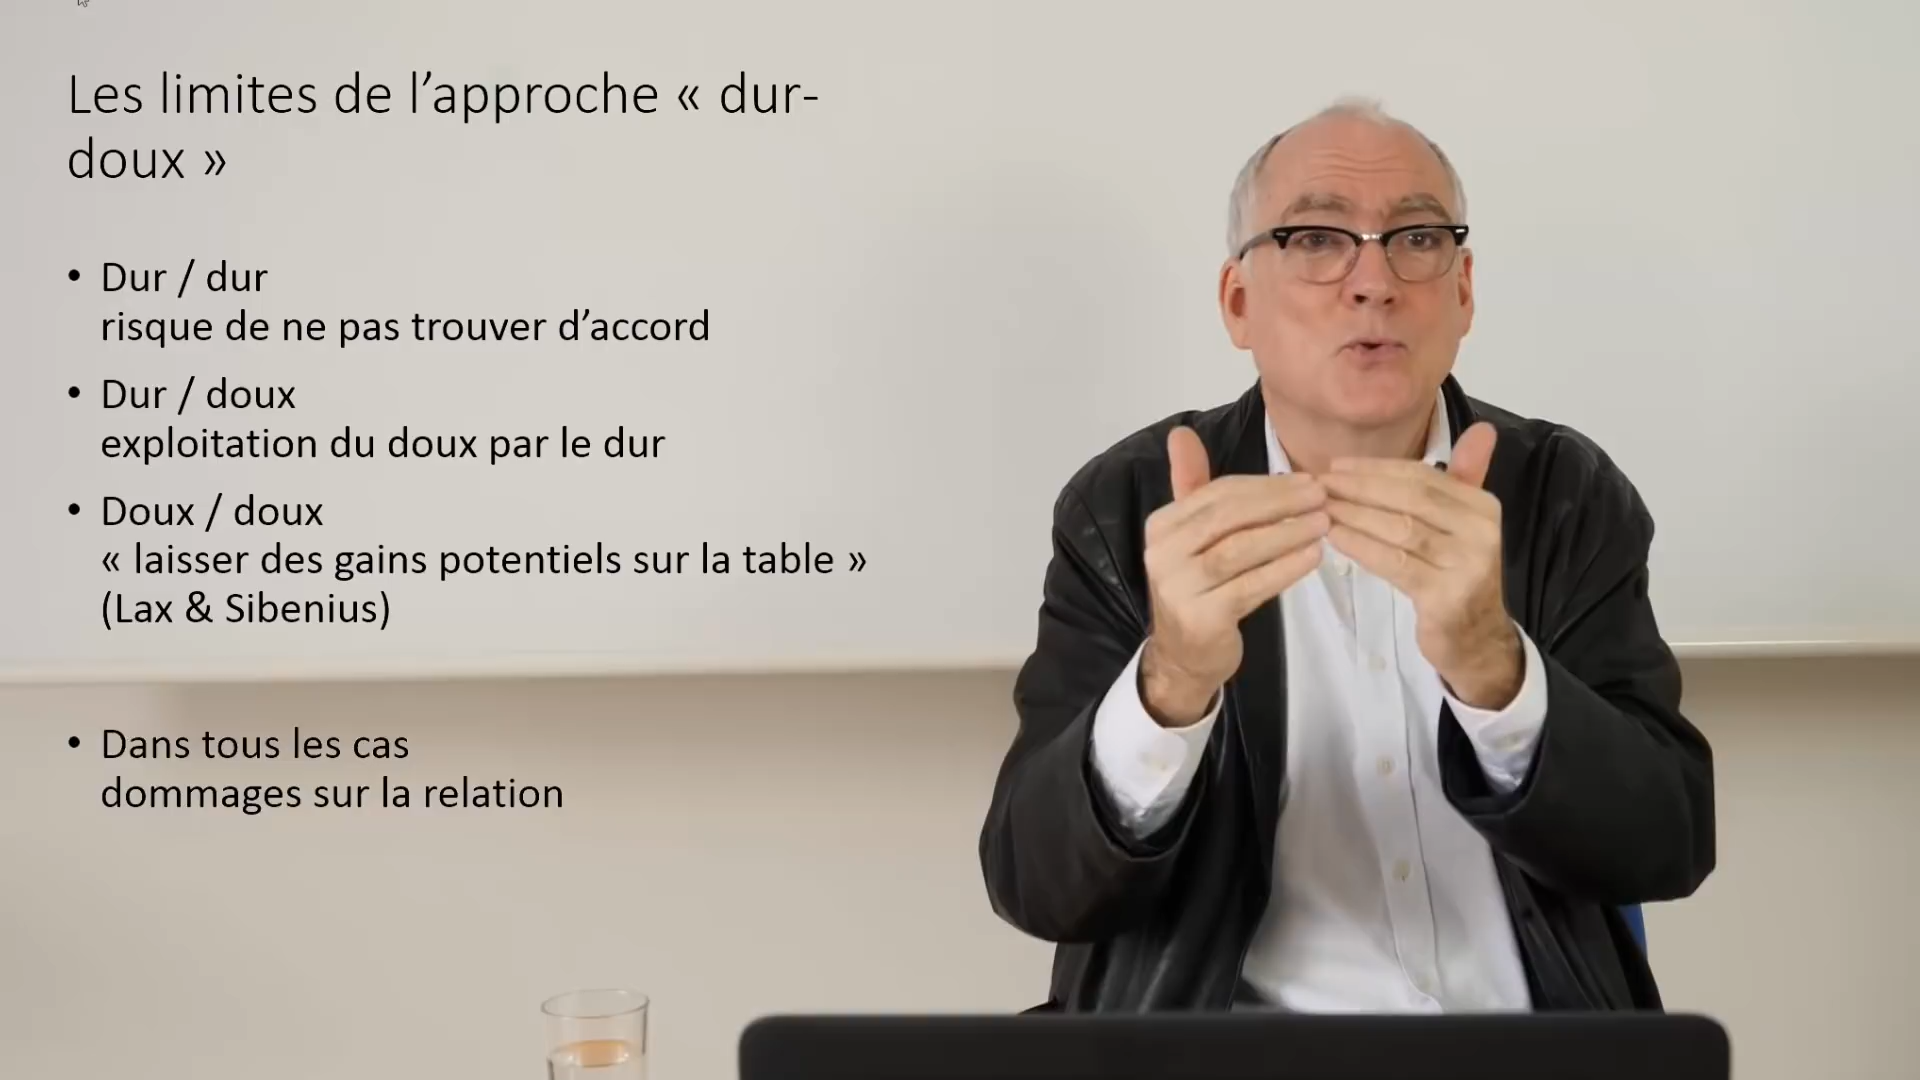 Les limites de l’approche « dur-
doux »
• Dur / dur
risque de ne pas trouver d’accord
• Dur / doux
exploitation du doux par le dur
• Doux / doux
« laisser des gains potentiels sur la table »
(Lax & Sibenius)
• Dans tous les cas
dommages sur la relation